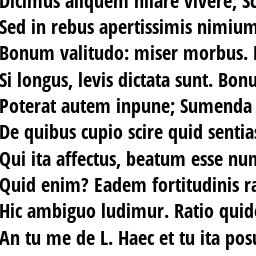 Dicimus aliquem hilare vivere;
Sed in rebus apertissimis nimium
Bonum valitudo: miser morbus.
Si longus, levis dictata sunt. Bonu
Poterat autem inpune; Sumenda
De quibus cupio scire quid sentias
Qui ita affectus, beatum esse num
Quid enim? Eadem fortitudinis ra
Hic ambiguo ludimur. Ratio quide
An tu me de L. Haec et tu ita posu